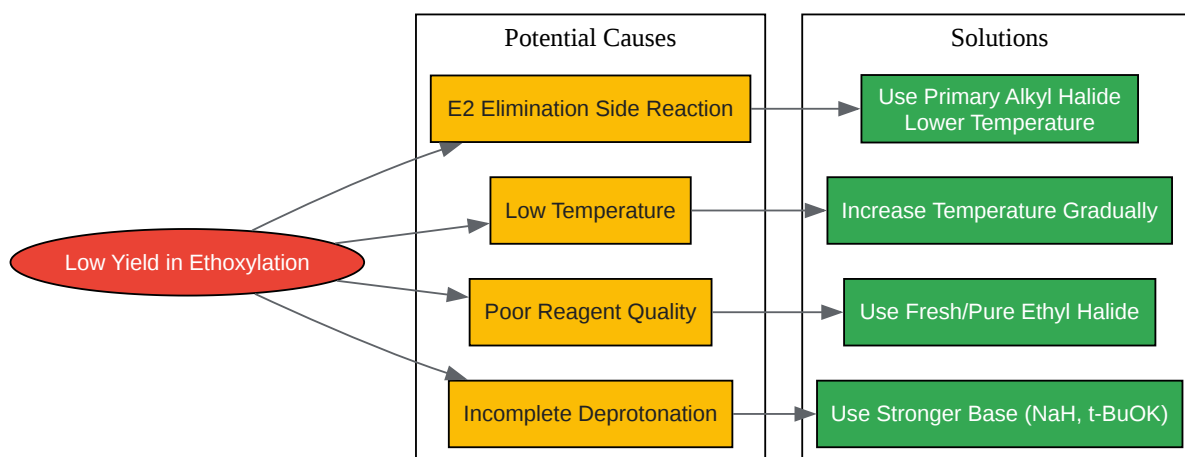 Potential Causes
Solutions
Low Yield in Ethoxylation
E2 Elimination Side Reaction
Use Primary Alkyl Halide
Lower Temperature
Low Temperature
Increase Temperature Gradually
Poor Reagent Quality
Use Fresh/Pure Ethyl Halide
Incomplete Deprotonation
Use Stronger Base (NaH, t-BuOK)